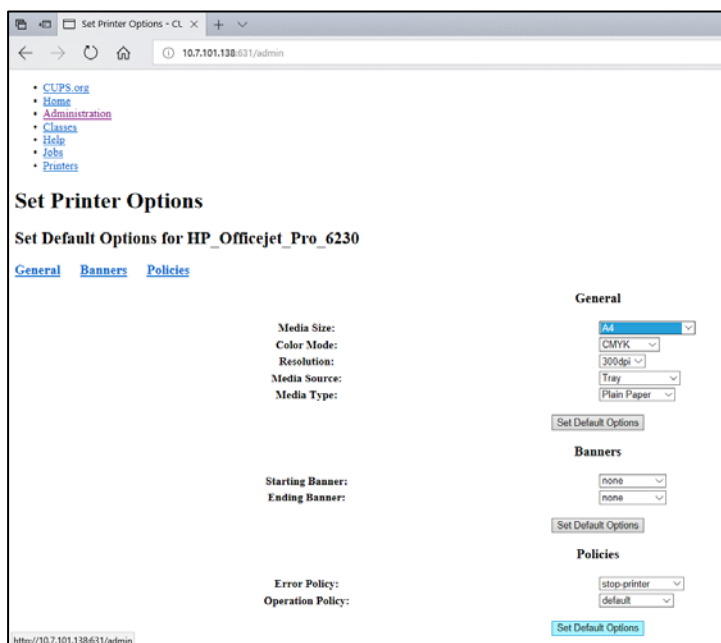 Set Printer Options - CL
10.7.101.138:631/admin
CUPS.org
Home
Administration
Classes
Help
Jobs
Printers
Set Printer Options
Set Default Options for HP_Officejet_Pro_6230
General Banners Policies
General
Media Size: A4
Color Mode: CMYK
Resolution: 300dpi
Media Source: Tray
Media Type: Plain Paper
Set Default Options
Banners
Starting Banner: none
Ending Banner: none
Set Default Options
Policies
Error Policy: stop-printer
Operation Policy: default
Set Default Options
http://10.7.101.138:631/admin